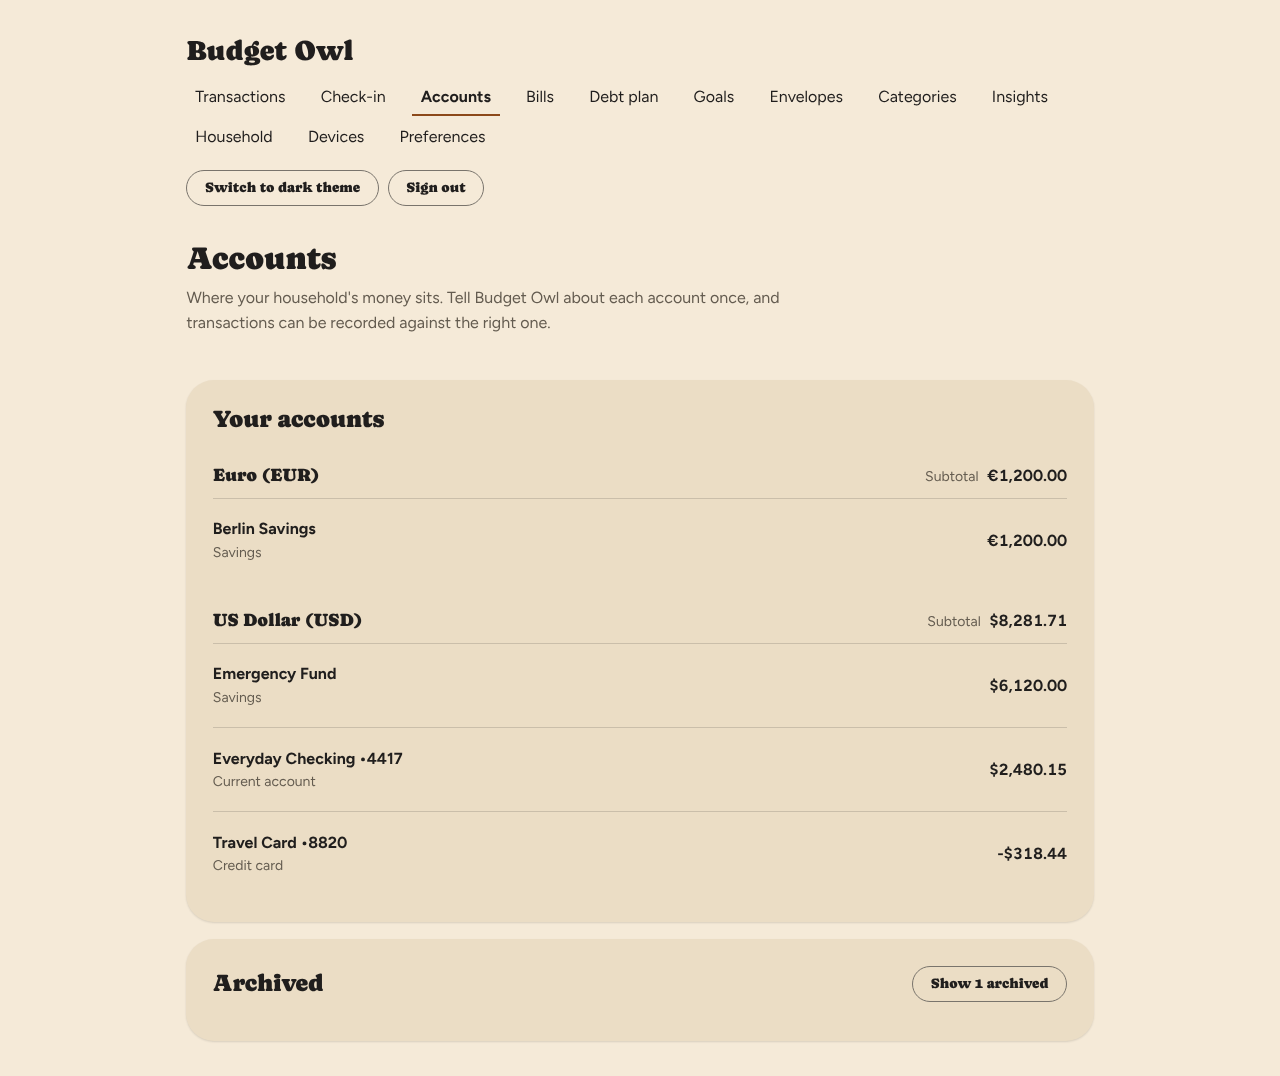 Budget Owl
Transactions Check-in Accounts Bills Debt plan Goals Envelopes Categories Insights
Household Devices Preferences
Switch to dark theme Sign out
Accounts
Where your household's money sits. Tell Budget Owl about each account once, and
transactions can be recorded against the right one.
Your accounts
Euro (EUR) Subtotal €1,200.00
Berlin Savings
Savings
€1,200.00
US Dollar (USD) Subtotal $8,281.71
Emergency Fund
Savings
$6,120.00
Everyday Checking •4417
Current account
$2,480.15
Travel Card •8820
Credit card
-$318.44
Archived Show 1 archived